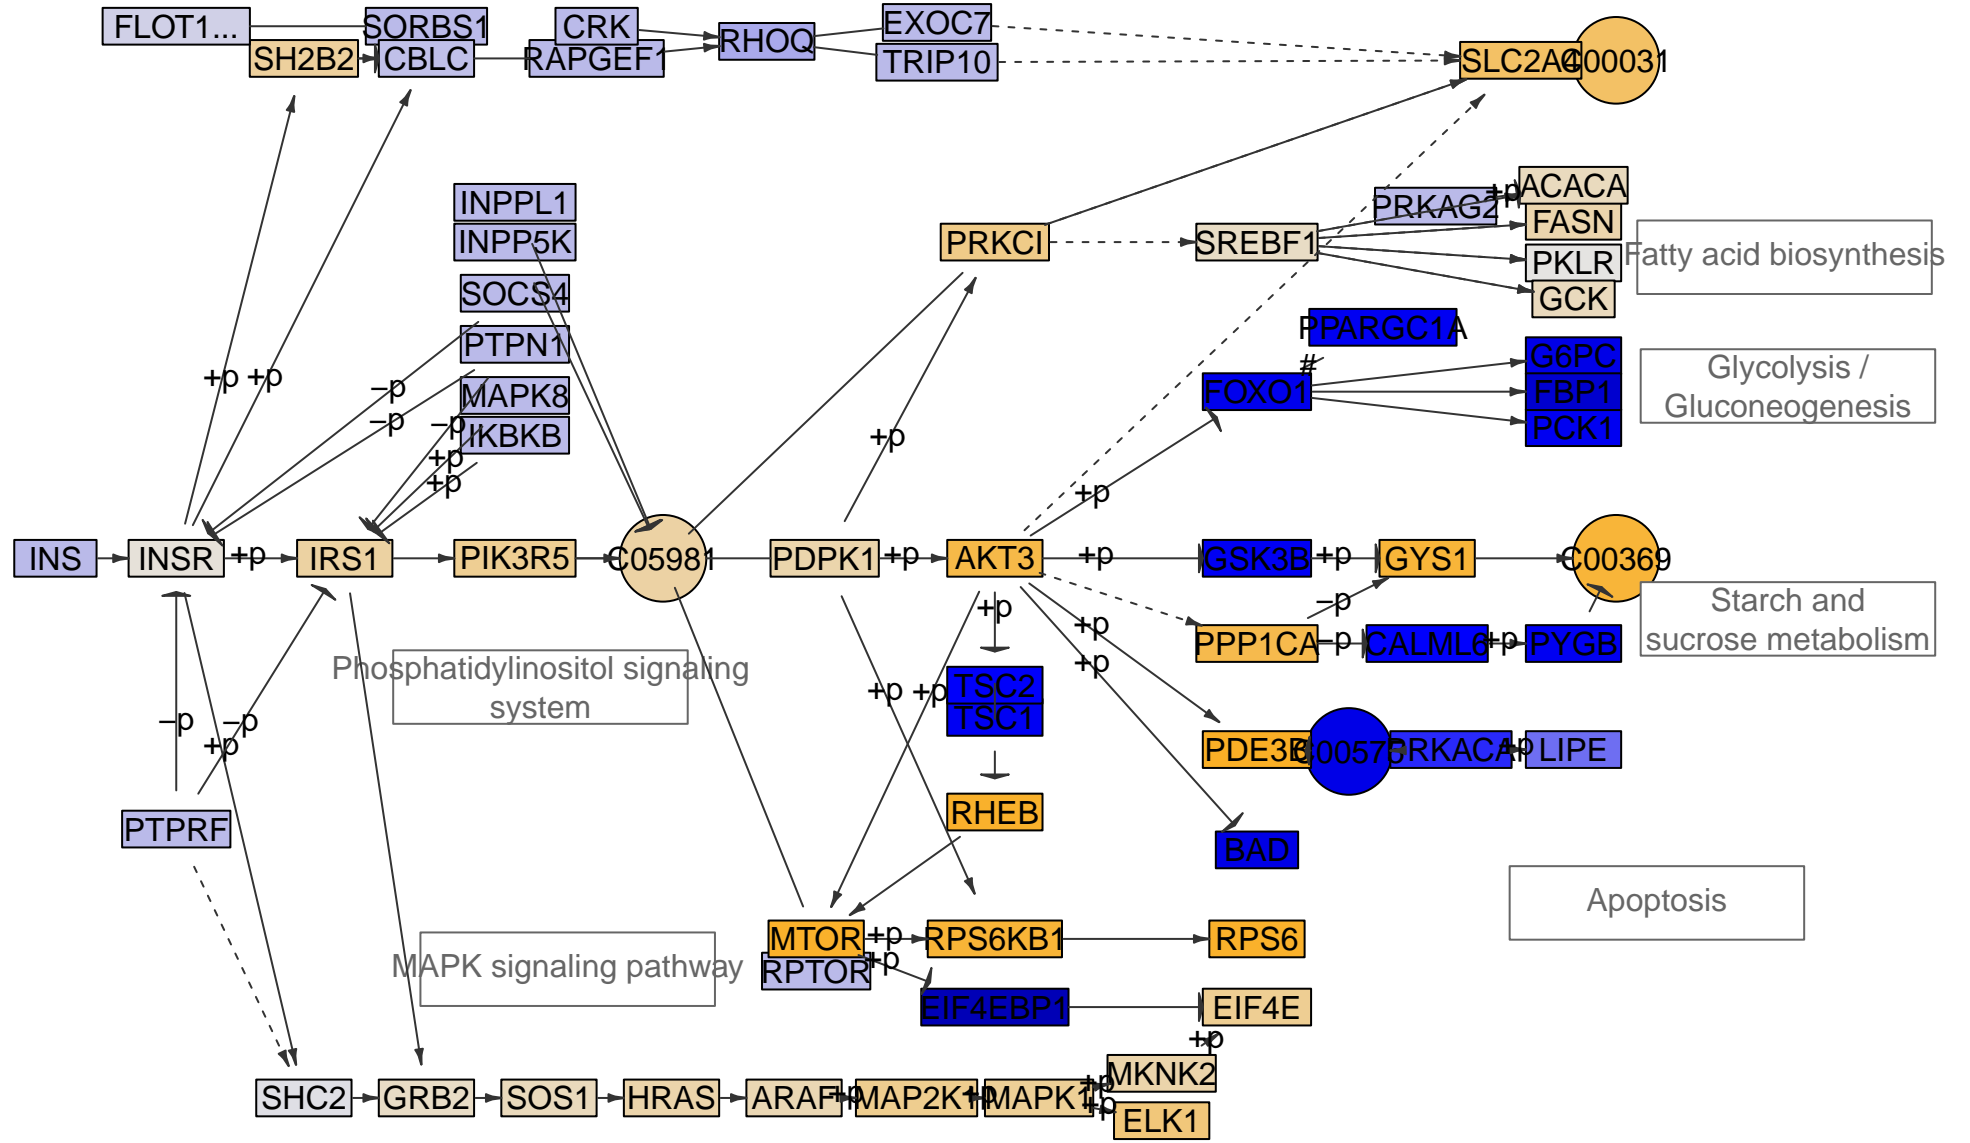 FLOT1...
SORBS1
CRK
EXOC7
SH2B2
CBLC
RAPGEF1
RHOQ
TRIP10
SLC2A4
C00031
INPPL1
INPP5K
SOCS4
PTPN1
MAPK8
IKBKB
PRKCI
SREBF1
PRKAG2
+p
ACACA
FASN
PKLR
GCK
Fatty acid biosynthesis
PPARGC1A
#
FOXO1
G6PC
FBP1
PCK1
Glycolysis /
Gluconeogenesis
+p
+p
−p
−p
−p
+p
+p
+p
+p
INS
INSR
+p
IRS1
PIK3R5
C05981
PDPK1
+p
AKT3
+p
GSK3B
+p
GYS1
C00369
+p
+p
+p
−p
PPP1CA
−p
CALML6
+p
PYGB
Starch and
sucrose metabolism
Phosphatidylinositol signaling
system
−p
−p
+p
+p
+p
TSC2
TSC1
PDE3B
C00575
PRKACA
+p
LIPE
PTPRF
RHEB
BAD
Apoptosis
MTOR
+p
RPS6KB1
RPS6
RPTOR
+p
MAPK signaling pathway
EIF4EBP1
EIF4E
+p
SHC2
GRB2
SOS1
HRAS
ARAF
+p
MAP2K1
+p
MAPK1
+p
MKNK2
+p
ELK1